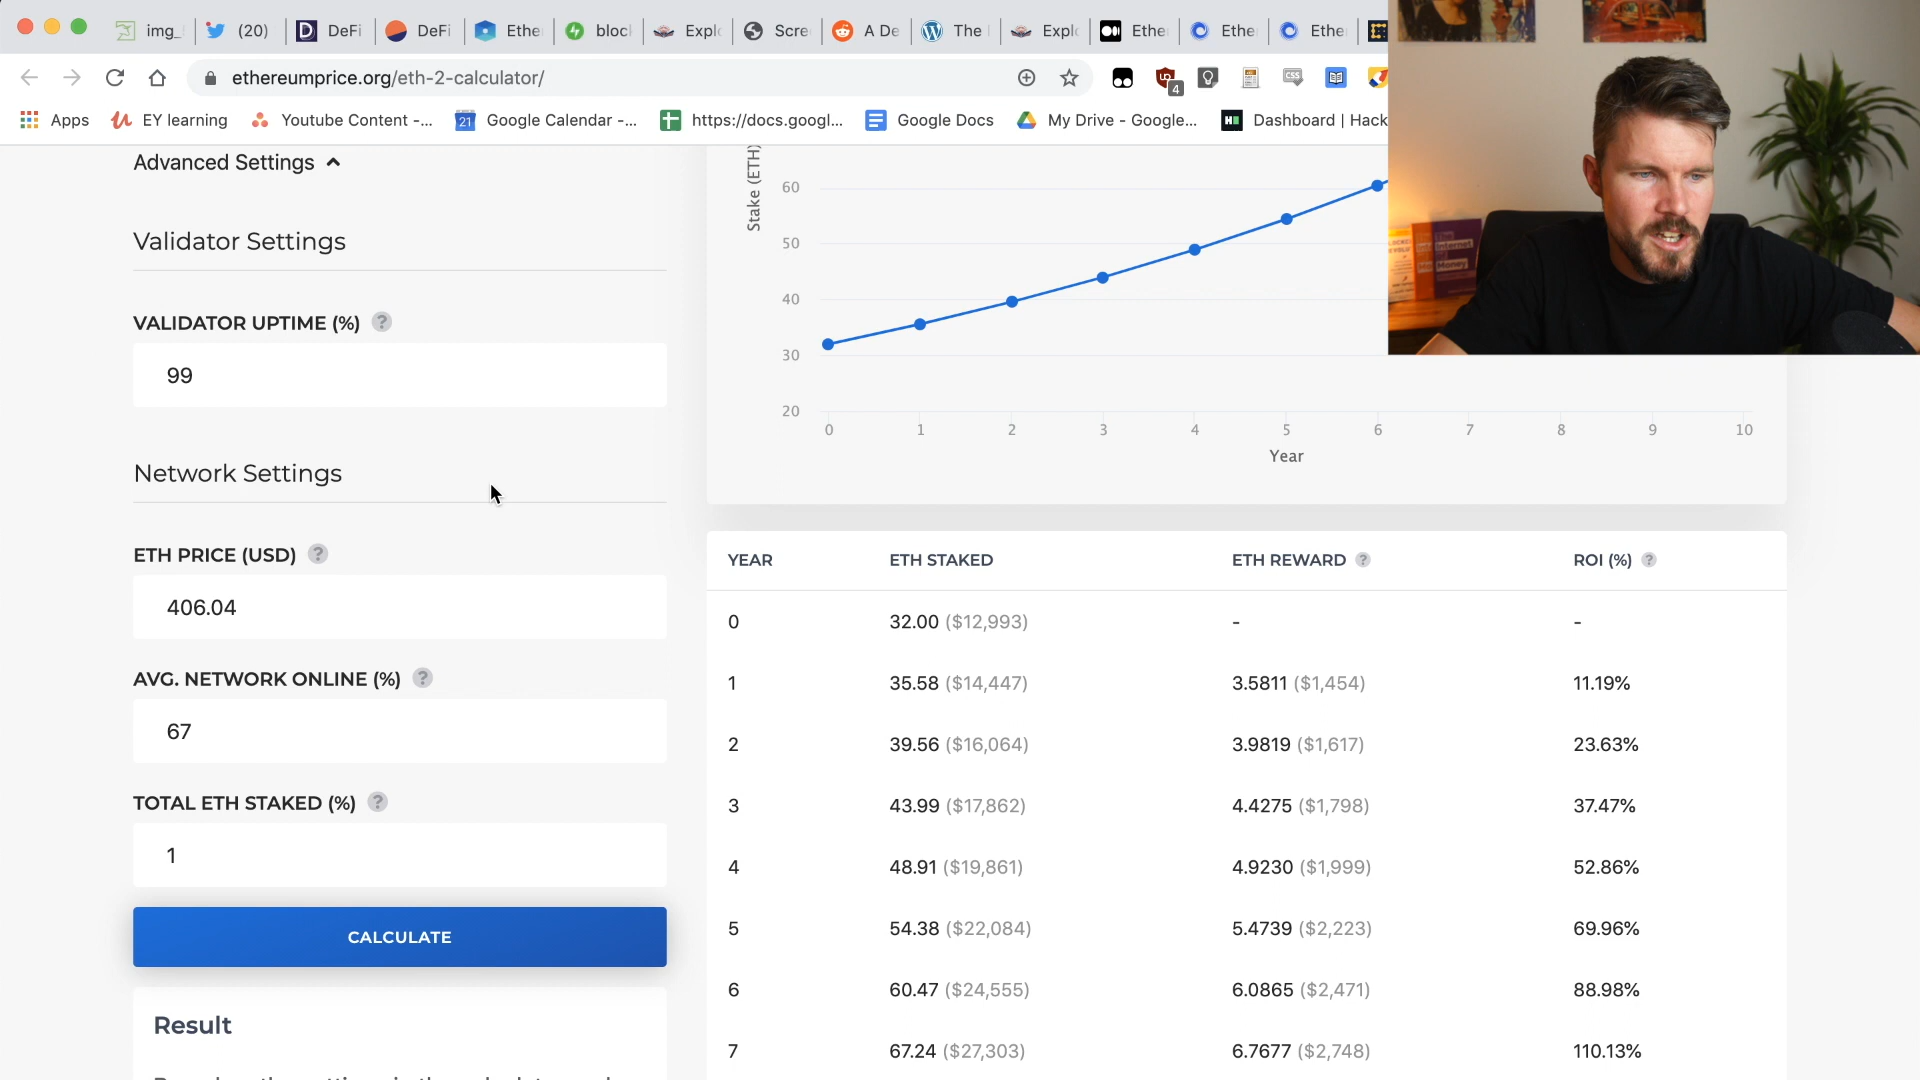 img_
(20)
DeFi
DeFi
Ether
block
Explo
Scre
A De
The
Explo
Ethe
Ethe
Ethe
ethereumprice.org/eth-2-calculator/
4
Apps
EY learning
Youtube Content -...
21
Google Calendar -...
https://docs.googl...
Google Docs
My Drive - Google...
Dashboard | Hack
Advanced Settings
Validator Settings
VALIDATOR UPTIME (%) ?
99
Network Settings
ETH PRICE (USD) ?
406.04
AVG. NETWORK ONLINE (%) ?
67
TOTAL ETH STAKED (%) ?
1
CALCULATE
Result
Stake (ETH)
60
50
40
30
20
0 1 2 3 4 5 6 7 8 9 10
Year
YEAR ETH STAKED ETH REWARD ? ROI (%) ?
0 32.00 ($12,993) - -
1 35.58 ($14,447) 3.5811 ($1,454) 11.19%
2 39.56 ($16,064) 3.9819 ($1,617) 23.63%
3 43.99 ($17,862) 4.4275 ($1,798) 37.47%
4 48.91 ($19,861) 4.9230 ($1,999) 52.86%
5 54.38 ($22,084) 5.4739 ($2,223) 69.96%
6 60.47 ($24,555) 6.0865 ($2,471) 88.98%
7 67.24 ($27,303) 6.7677 ($2,748) 110.13%